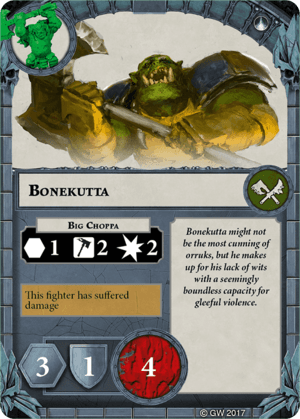 BONEKUTTA
BIG CHOPPA
1 2 2
Bonekutta might not
be the most cunning of
orruks, but he makes
up for his lack of wits
with a seemingly
boundless capacity for
gleeful violence.
This fighter has suffered
damage
3 1 4
© GW 2017